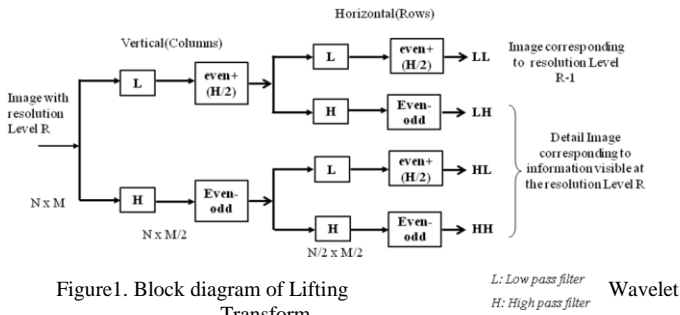 Horizontal(Rows)
Vertical(Columns)
Image with
resolution
Level R
N x M
L
even+
(H/2)
H
N x M/2
Even-
odd
L
even+
(H/2)
LL
H
Even-
odd
LH
L
even+
(H/2)
HL
H
N/2 x M/2
Even-
odd
HH
Image corresponding
to resolution Level
R-1
Detail Image
corresponding to
information visible at
the resolution Level R
L: Low pass filter
H: High pass filter
Figure1. Block diagram of Lifting Wavelet
Transform